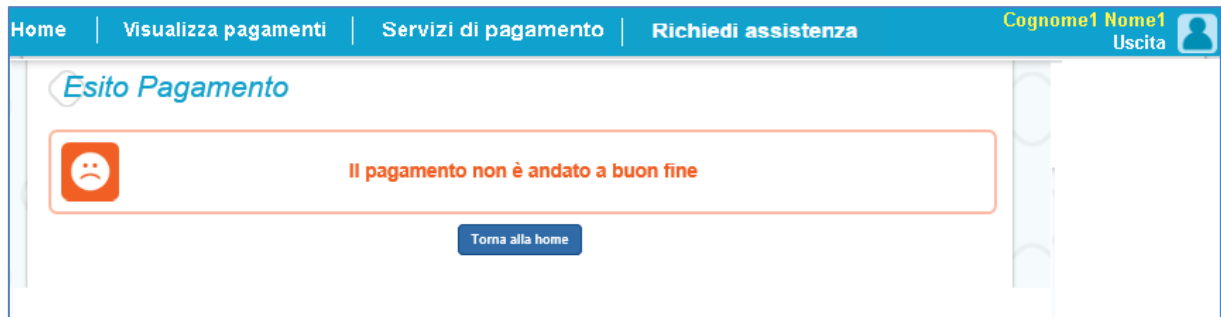 Home Visualizza pagamenti Servizi di pagamento Richiedi assistenza
Cognome1 Nome1
Uscita
Esito Pagamento
Il pagamento non è andato a buon fine
Torna alla home